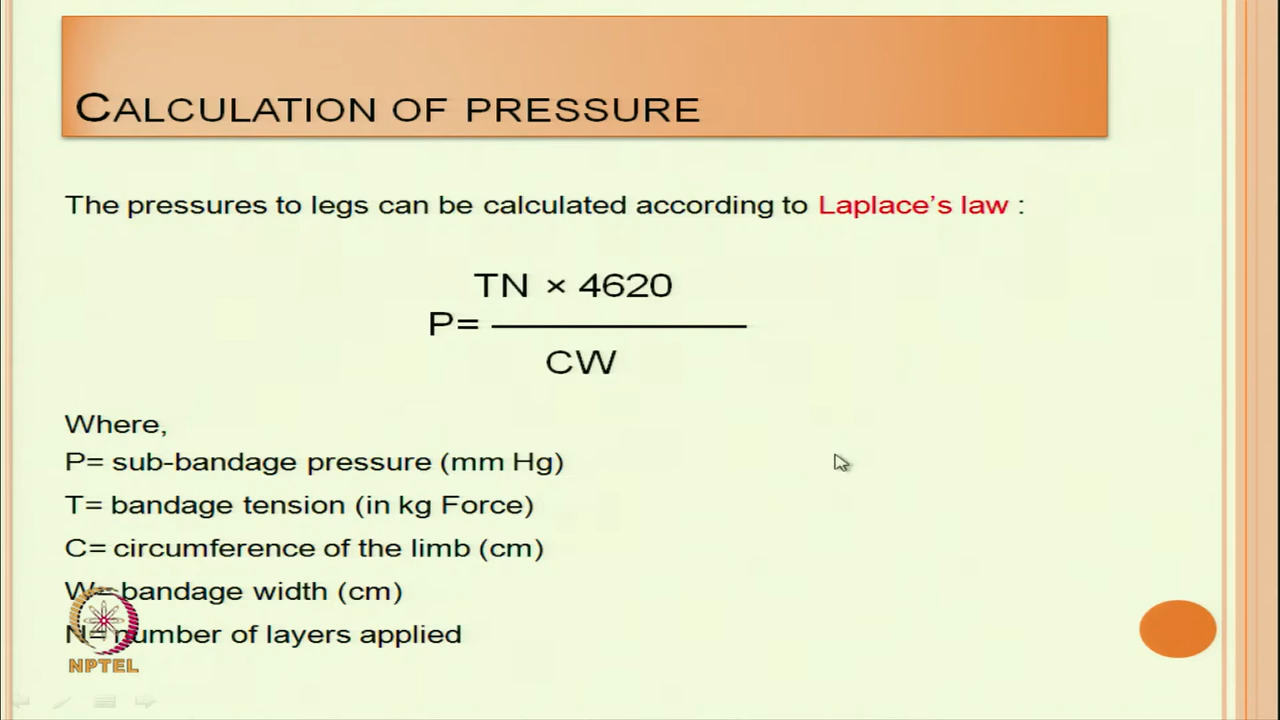 CALCULATION OF PRESSURE
The pressures to legs can be calculated according to Laplace's law :
TN × 4620
P=
CW
Where,
P= sub-bandage pressure (mm Hg)
T= bandage tension (in kg Force)
C= circumference of the limb (cm)
W= bandage width (cm)
N= number of layers applied
NPTEL